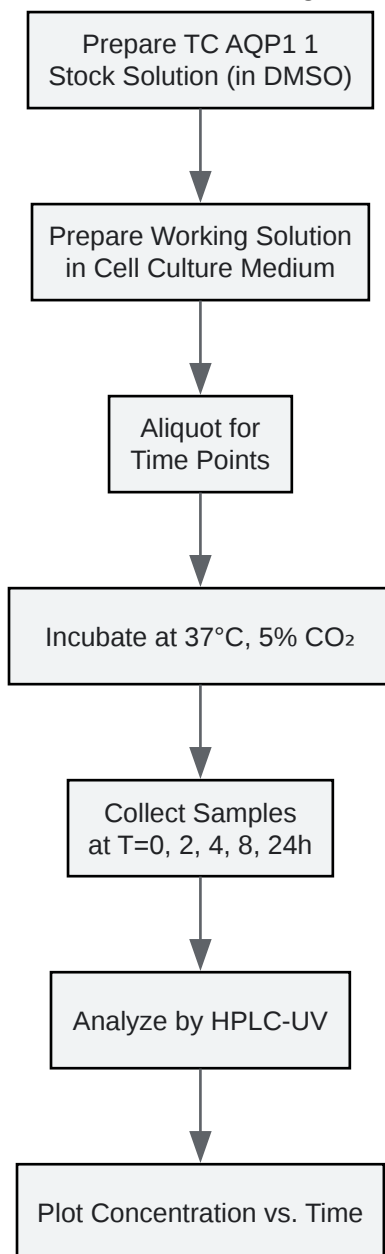 Prepare TC AQP1 1
Stock Solution (in DMSO)
Prepare Working Solution
in Cell Culture Medium
Aliquot for
Time Points
Incubate at 37°C, 5% CO₂
Collect Samples
at T=0, 2, 4, 8, 24h
Analyze by HPLC-UV
Plot Concentration vs. Time